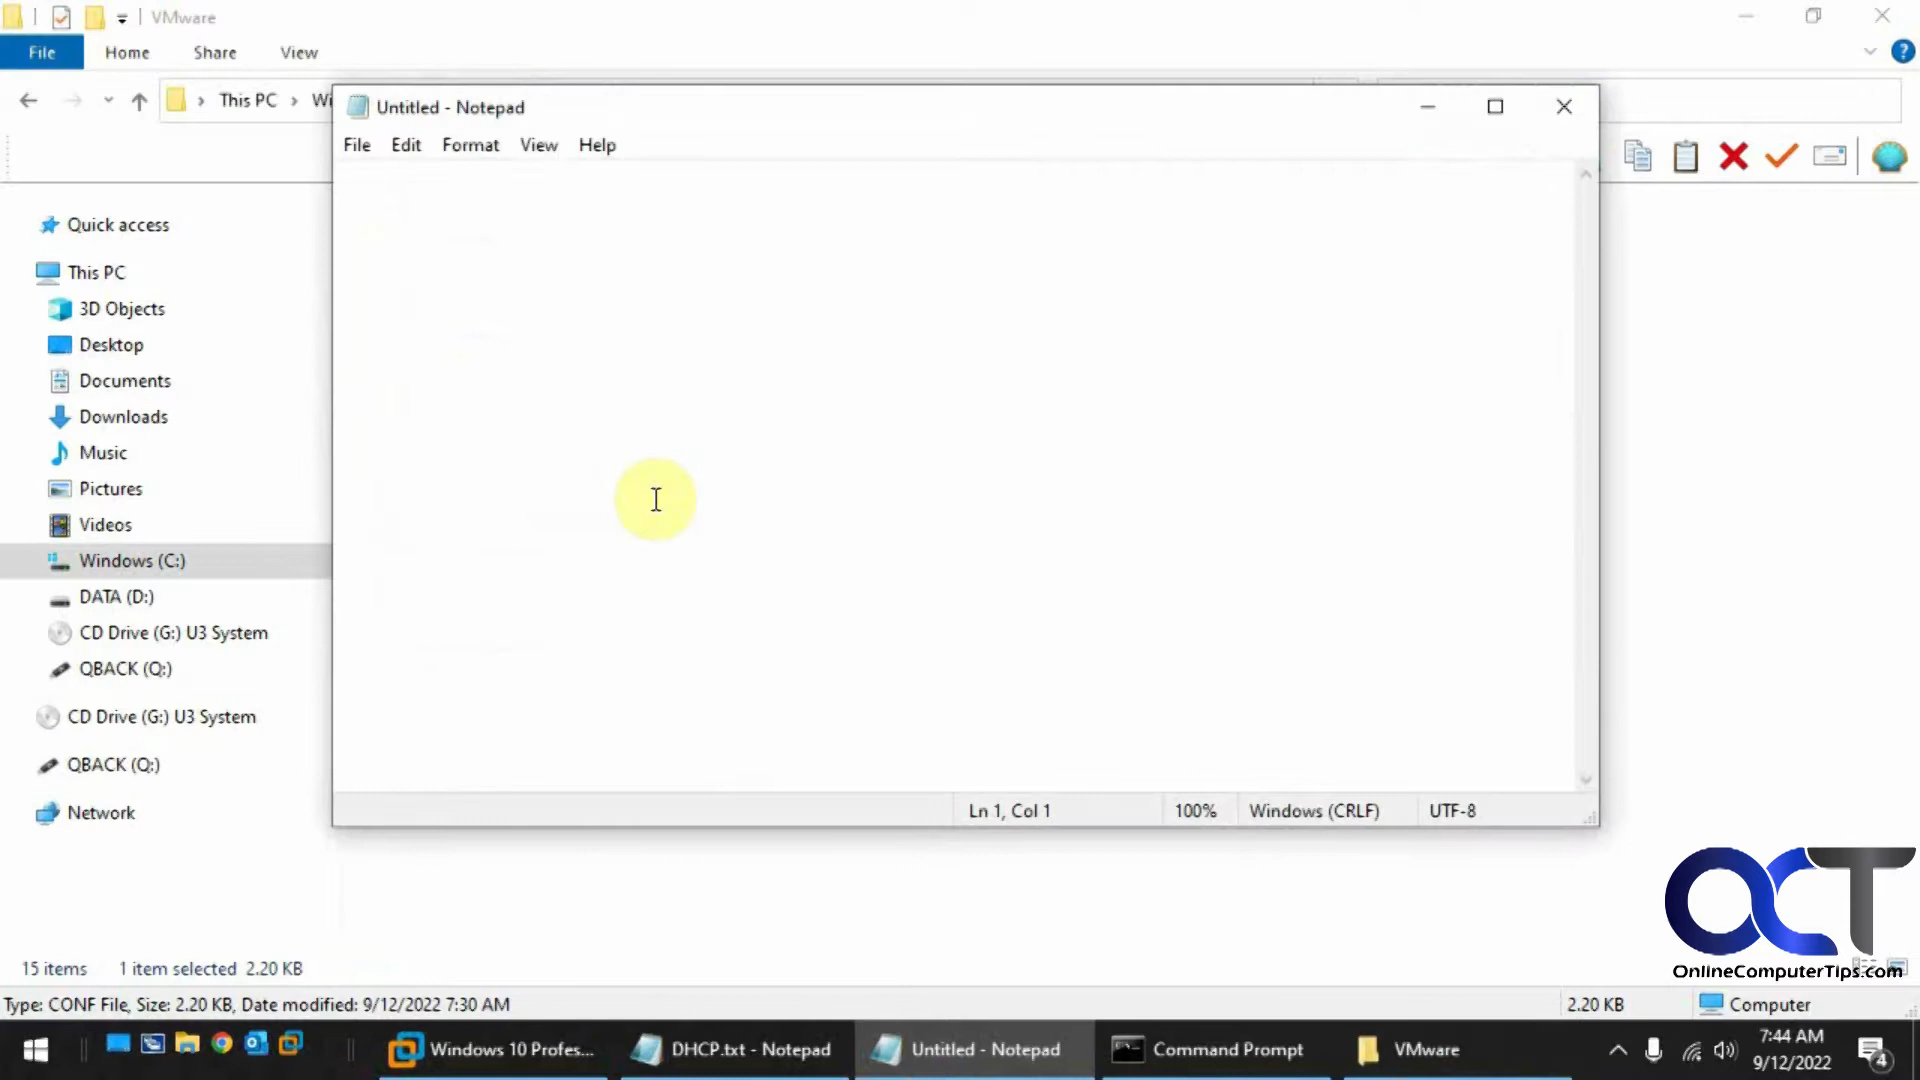 VMware
File Home Share View
This PC Wi
Untitled - Notepad
File Edit Format View Help
Quick access
This PC
3D Objects
Desktop
Documents
Downloads
Music
Pictures
Videos
Windows (C:)
DATA (D:)
CD Drive (G:) U3 System
QBACK (Q:)
CD Drive (G:) U3 System
QBACK (Q:)
Network
Ln 1, Col 1 100% Windows (CRLF) UTF-8
OCT
OnlineComputerTips.com
15 items 1 item selected 2.20 KB
Type: CONF File, Size: 2.20 KB, Date modified: 9/12/2022 7:30 AM 2.20 KB Computer
Windows 10 Profes... DHCP.txt - Notepad Untitled - Notepad Command Prompt VMware 7:44 AM
9/12/2022 4